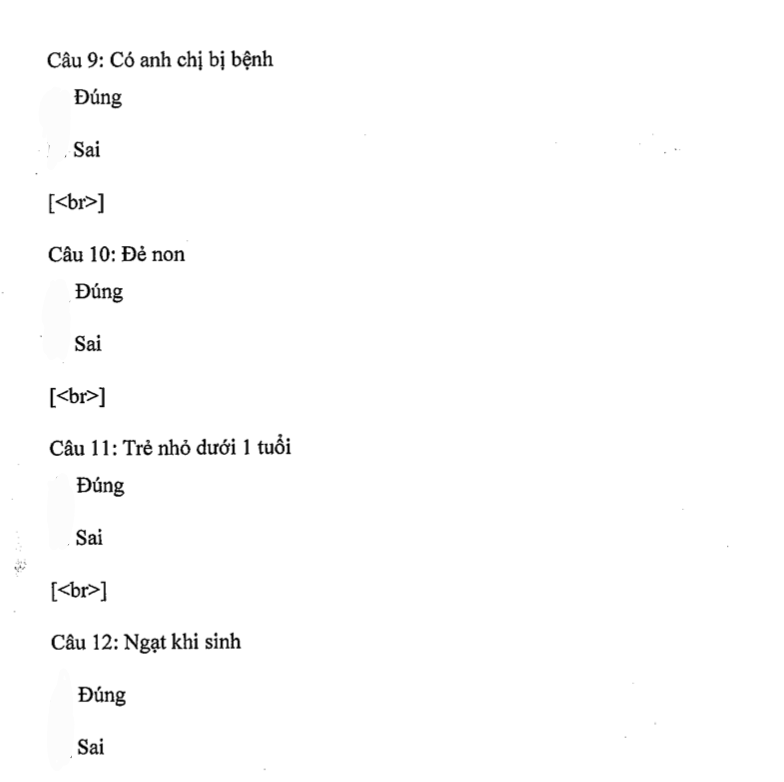 Câu 9: Có anh chị bị bệnh
Đúng
Sai
[<br>]
Câu 10: Đẻ non
Đúng
Sai
[<br>]
Câu 11: Trẻ nhỏ dưới 1 tuổi
Đúng
Sai
[<br>]
Câu 12: Ngạt khi sinh
Đúng
Sai